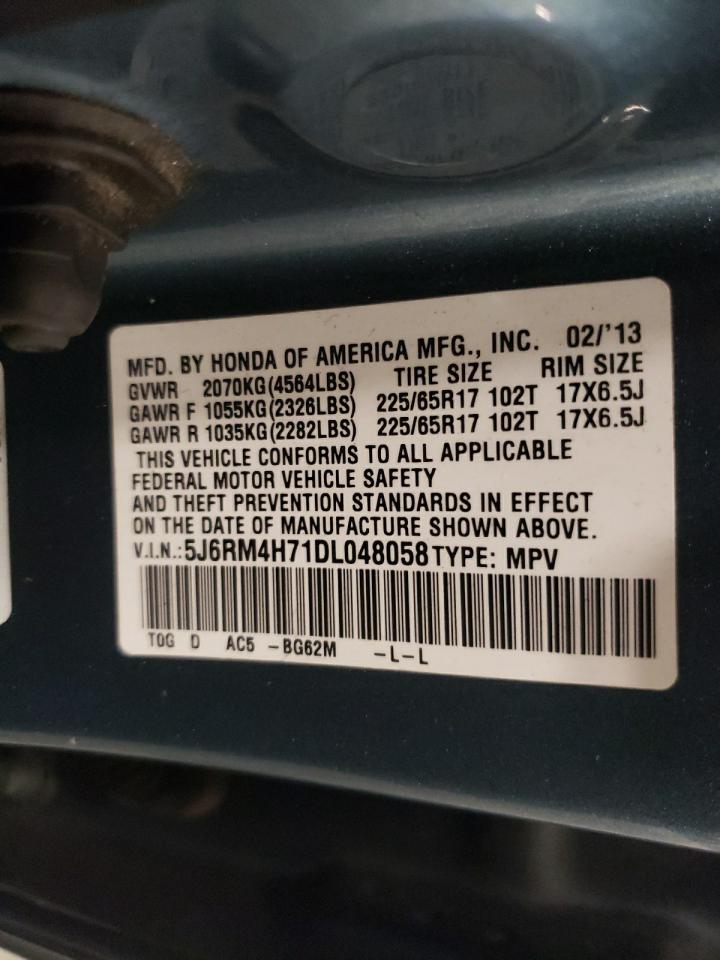 MFD. BY HONDA OF AMERICA MFG., INC. 02/'13
GVWR 2070KG(4564LBS) TIRE SIZE RIM SIZE
GAWR F 1055KG(2326LBS) 225/65R17 102T 17X6.5J
GAWR R 1035KG(2282LBS) 225/65R17 102T 17X6.5J
THIS VEHICLE CONFORMS TO ALL APPLICABLE
FEDERAL MOTOR VEHICLE SAFETY
AND THEFT PREVENTION STANDARDS IN EFFECT
ON THE DATE OF MANUFACTURE SHOWN ABOVE.
V.I.N.:5J6RM4H71DL048058 TYPE: MPV
TOG D AC5 -BG62M -L-L